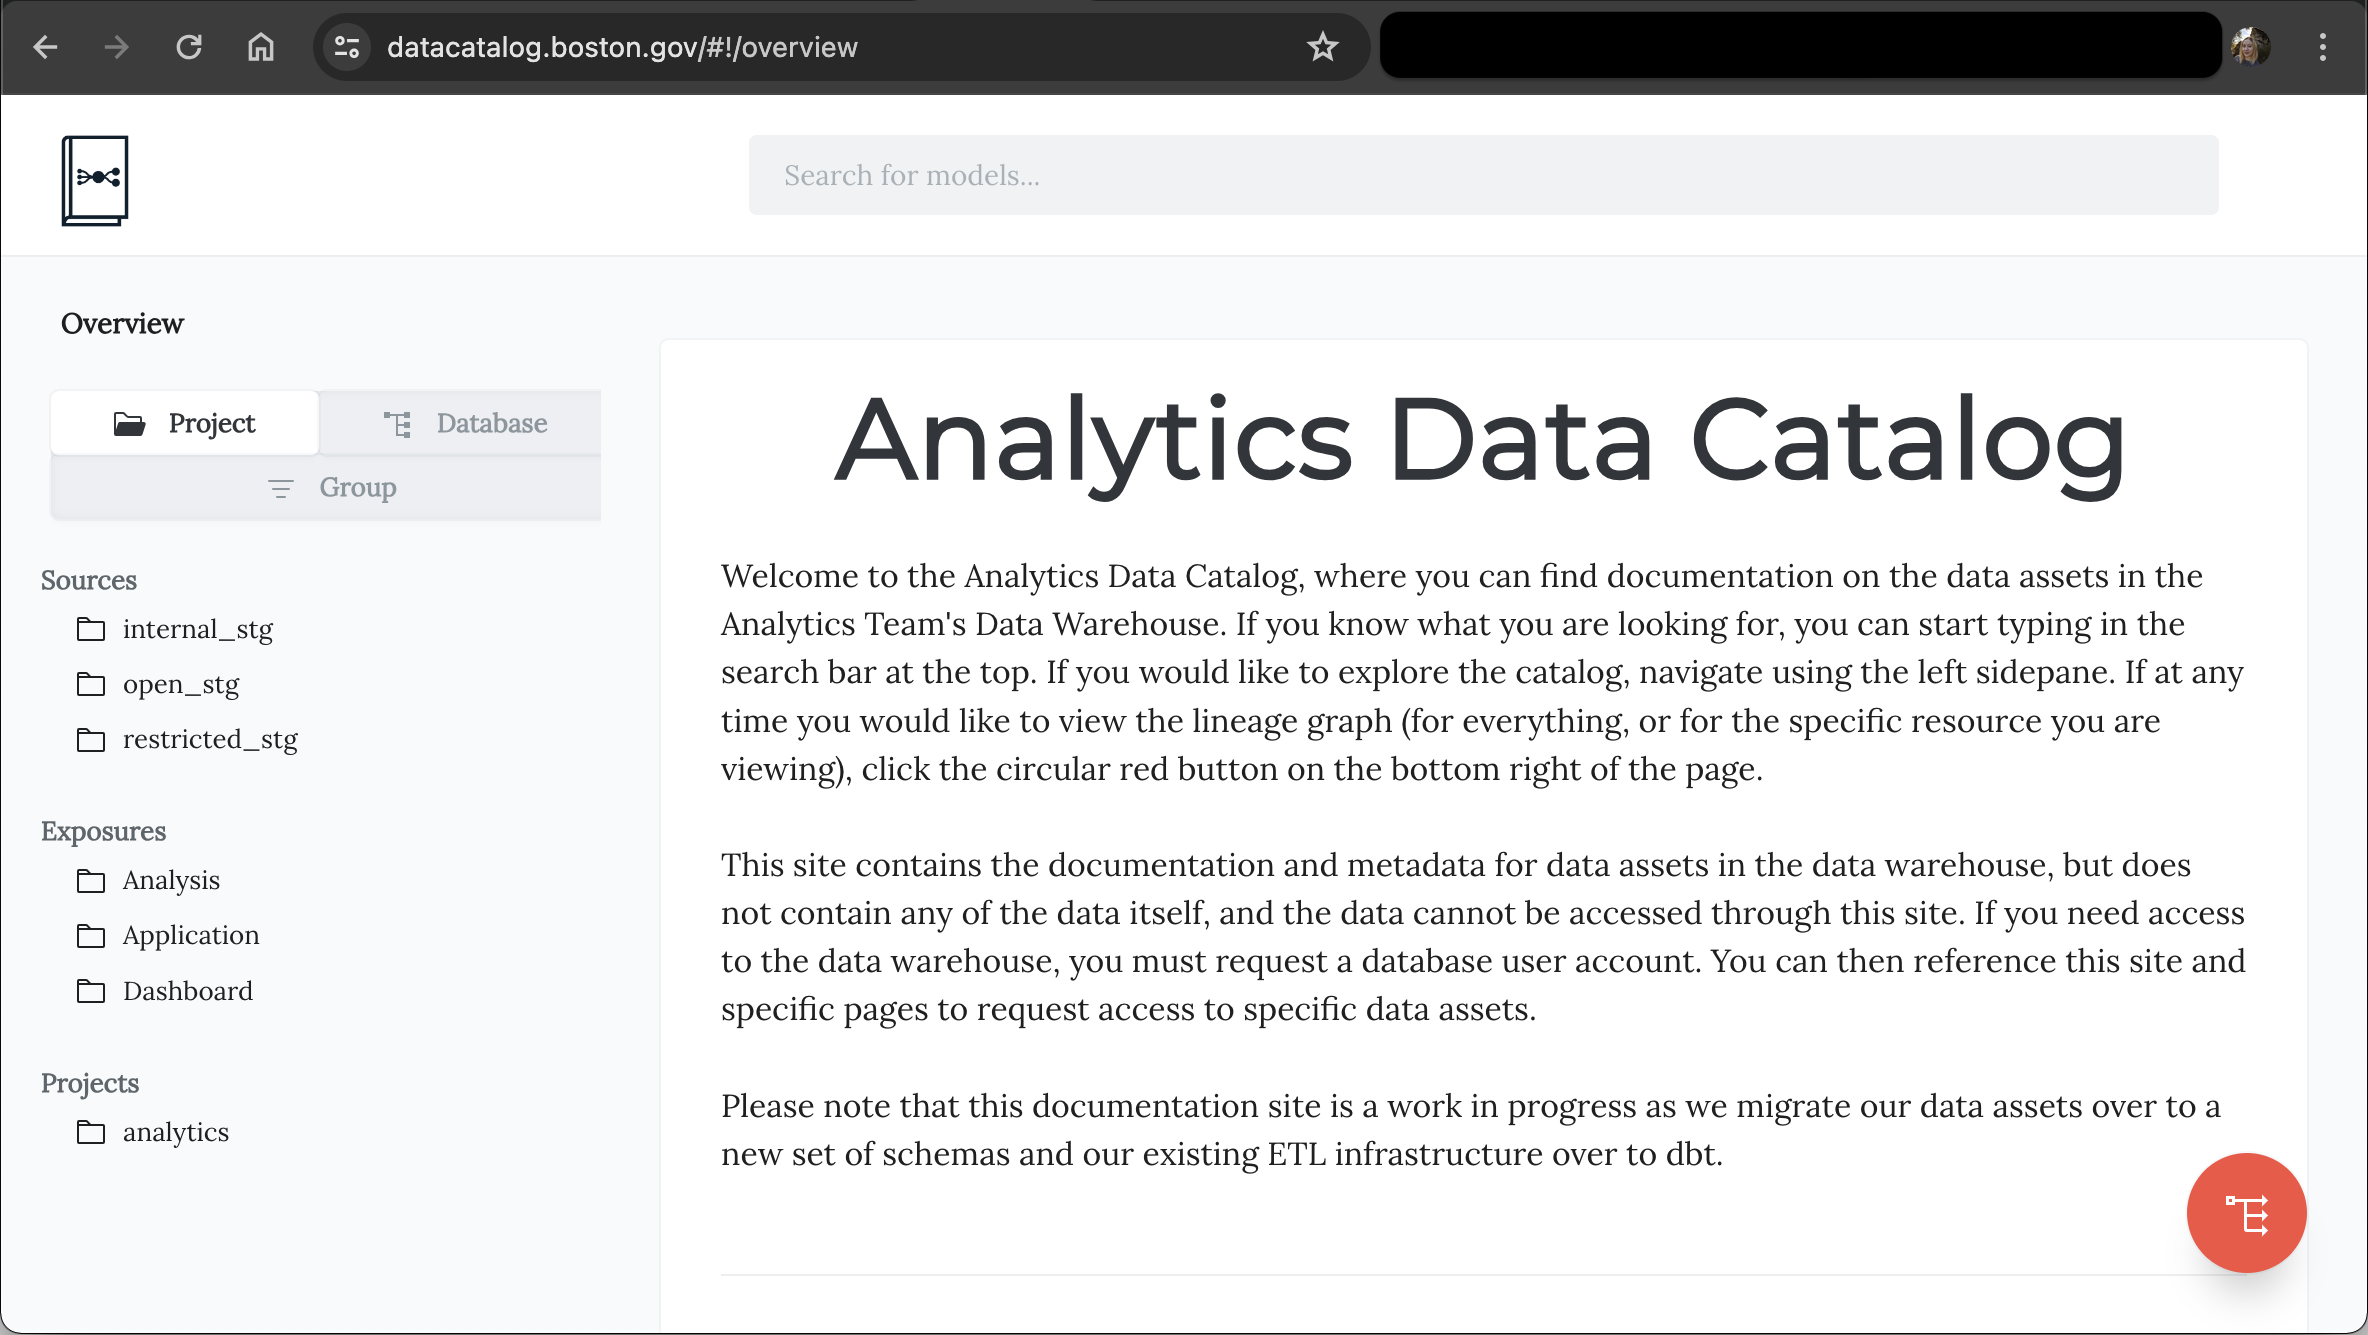 datacatalog.boston.gov/#!/overview
Search for models...
Overview
Project
Database
Group
Sources
internal_stg
open_stg
restricted_stg
Exposures
Analysis
Application
Dashboard
Projects
analytics
Analytics Data Catalog
Welcome to the Analytics Data Catalog, where you can find documentation on the data assets in the
Analytics Team's Data Warehouse. If you know what you are looking for, you can start typing in the
search bar at the top. If you would like to explore the catalog, navigate using the left sidepane. If at any
time you would like to view the lineage graph (for everything, or for the specific resource you are
viewing), click the circular red button on the bottom right of the page.
This site contains the documentation and metadata for data assets in the data warehouse, but does
not contain any of the data itself, and the data cannot be accessed through this site. If you need access
to the data warehouse, you must request a database user account. You can then reference this site and
specific pages to request access to specific data assets.
Please note that this documentation site is a work in progress as we migrate our data assets over to a
new set of schemas and our existing ETL infrastructure over to dbt.